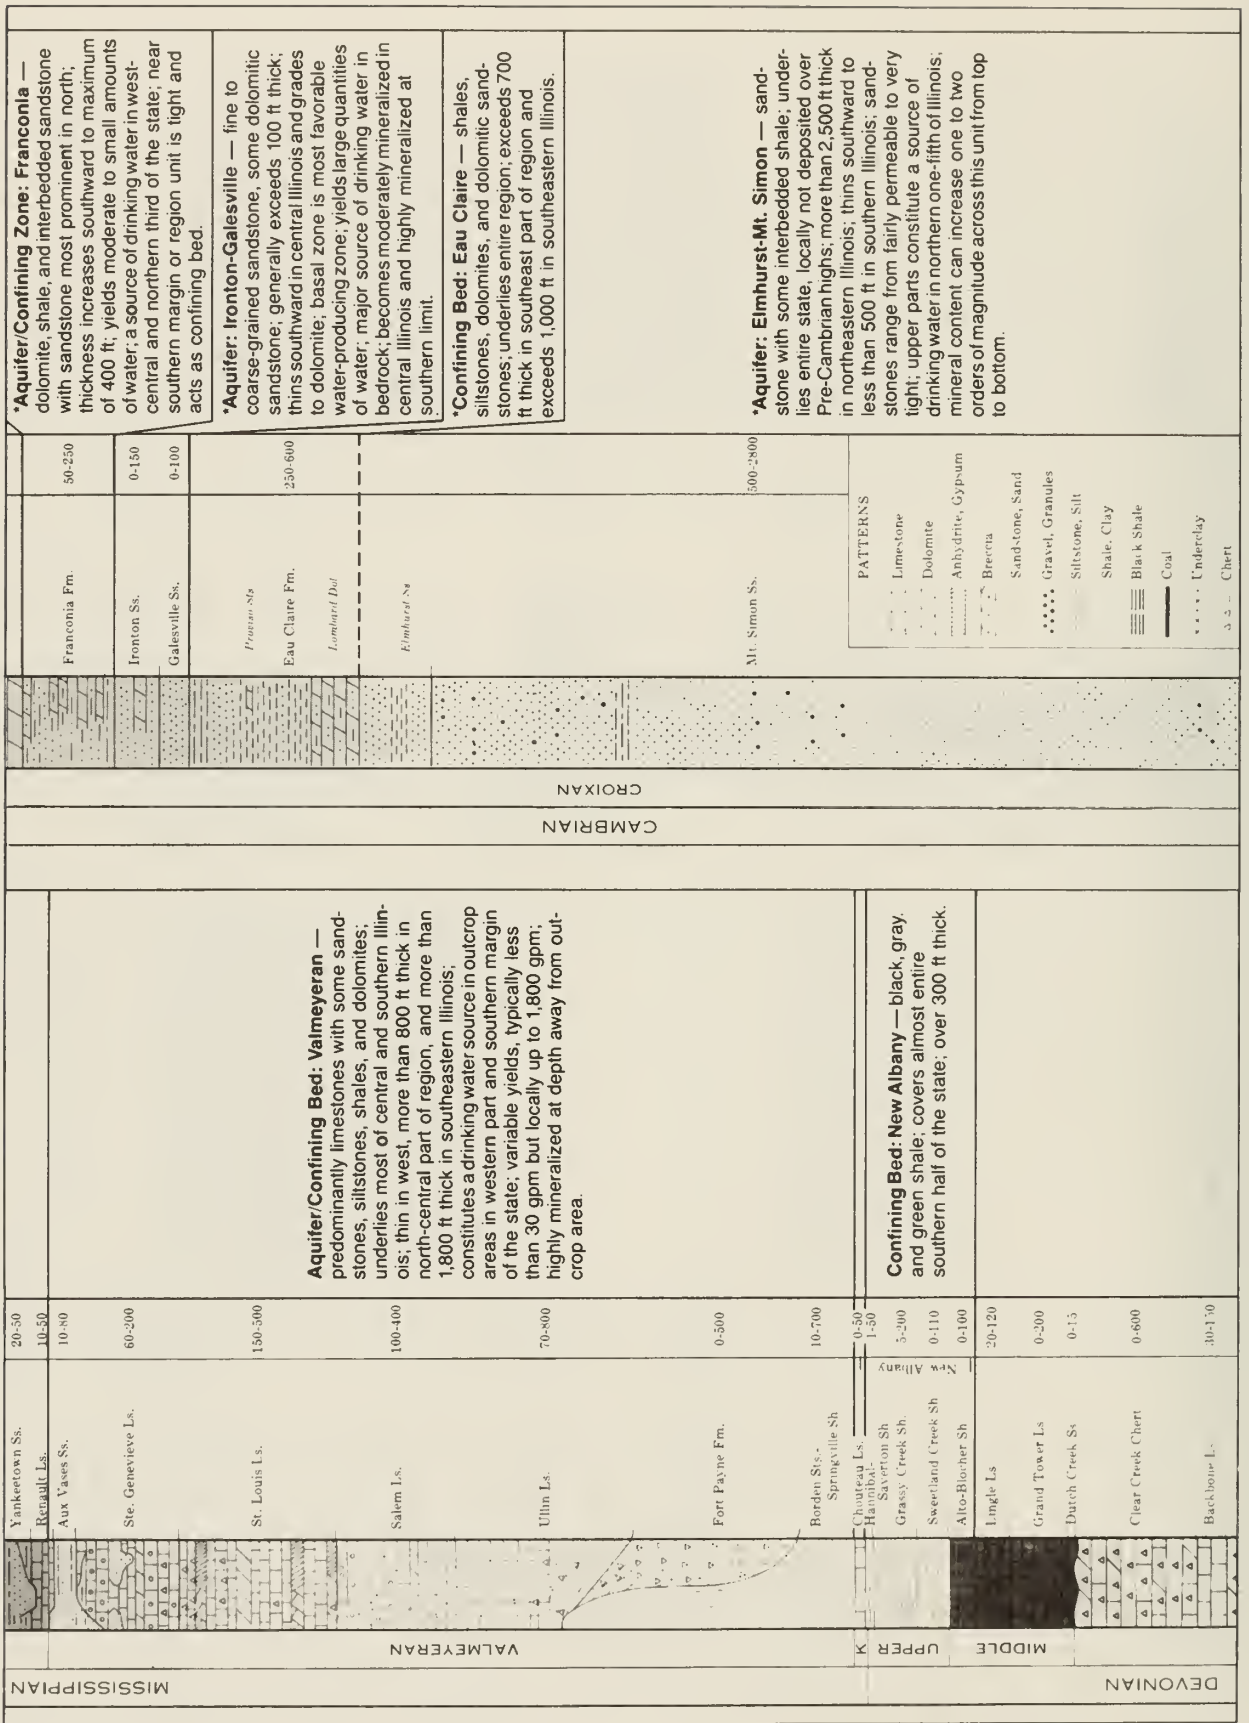 MISSISSIPPIAN
DEVONIAN
VALMEYERAN
K
UPPER
MIDDLE
Yankeetown Ss.
20-50
Renault Ls.
10-50
Aux Vases Ss.
10-80
Ste. Genevieve Ls.
60-200
St. Louis Ls.
150-500
Salem Ls.
100-400
Ullin Ls.
70-800
Fort Payne Fm.
0-500
Borden Sts.-
Springville Sh
10-700
Chouteau Ls.
0-50
Hannibal-
Saverton Sh
1-50
Grassy Creek Sh.
5-200
Sweetland Creek Sh
0-110
Alto-Blocher Sh
0-100
New Albany
Lingle Ls
20-120
Grand Tower Ls
0-200
Dutch Creek Ss
0-15
Clear Creek Chert
0-600
Backbone
Aquifer/Confining Bed: Valmeyeran —
predominantly limestones with some sand-
stones, siltstones, shales, and dolomites;
underlies most of central and southern Illin-
ois; thin in west, more than 800 ft thick in
north-central part of region, and more than
1,800 ft thick in southeastern Illinois;
constitutes a drinking water source in outcrop
areas in western part and southern margin
of the state; variable yields, typically less
than 30 gpm but locally up to 1,800 gpm;
highly mineralized at depth away from out-
crop area.
Confining Bed: New Albany — black, gray.
and green shale; covers almost entire
southern half of the state; over 300 ft thick.
CAMBRIAN
CROIXAN
Franconia Fm.
50-250
Ironton Ss.
0-150
Galesville Ss.
0-100
Proviso Sts
Eau Claire Fm.
250-600
Lombard Dol
Elmhurst Ss
Mt. Simon Ss.
500-2800
*Aquifer/Confining Zone: Franconia —
dolomite, shale, and interbedded sandstone
with sandstone most prominent in north;
thickness increases southward to maximum
of 400 ft; yields moderate to small amounts
of water; a source of drinking water in west-
central and northern third of the state; near
southern margin or region unit is tight and
acts as confining bed.
*Aquifer: Ironton-Galesville — fine to
coarse-grained sandstone, some dolomitic
sandstone; generally exceeds 100 ft thick;
thins southward in central Illinois and grades
to dolomite; basal zone is most favorable
water-producing zone; yields large quantities
of water; major source of drinking water in
bedrock; becomes moderately mineralized in
central Illinois and highly mineralized at
southern limit.
*Confining Bed: Eau Claire — shales,
siltstones, dolomites, and dolomitic sand-
stones; underlies entire region; exceeds 700
ft thick in southeast part of region and
exceeds 1,000 ft in southeastern Illinois.
*Aquifer: Elmhurst-Mt. Simon — sand-
stone with some interbedded shale; under-
lies entire state, locally not deposited over
Pre-Cambrian highs; more than 2,500 ft thick
in northeastern Illinois; thins southward to
less than 500 ft in southern Illinois; sand-
stones range from fairly permeable to very
tight; upper parts constitute a source of
drinking water in northern one-fifth of Illinois;
mineral content can increase one to two
orders of magnitude across this unit from top
to bottom.
PATTERNS
Limestone
Dolomite
Anhydrite, Gypsum
Breccia
Sandstone, Sand
Gravel, Granules
Siltstone, Silt
Shale, Clay
Black Shale
Coal
Underclay
Chert